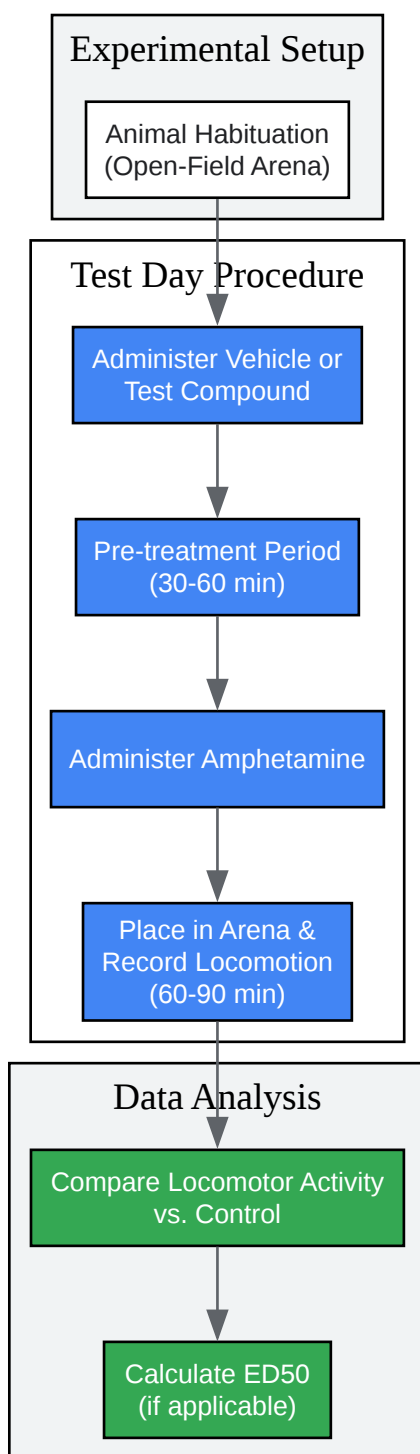 Experimental Setup
Animal Habituation
(Open-Field Arena)
Test Day Procedure
Administer Vehicle or
Test Compound
Pre-treatment Period
(30-60 min)
Administer Amphetamine
Place in Arena &
Record Locomotion
(60-90 min)
Data Analysis
Compare Locomotor Activity
vs. Control
Calculate ED50
(if applicable)